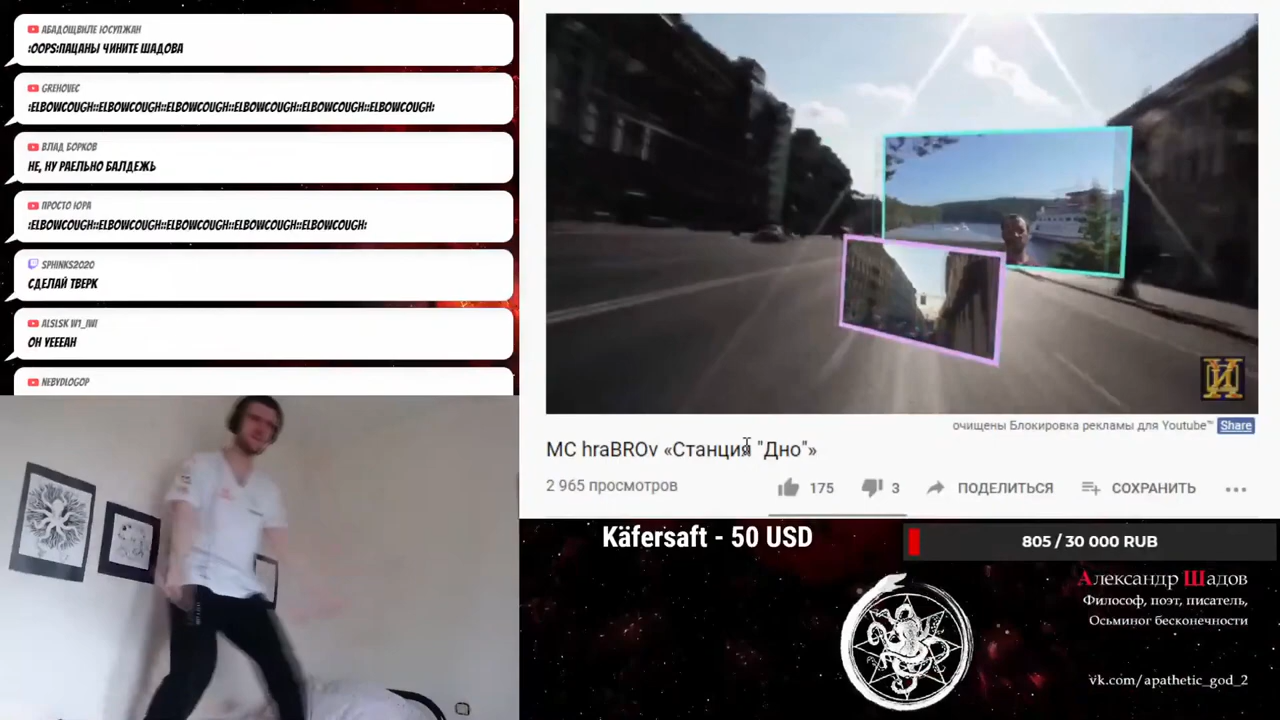 АБАДОЩВИЛЕ ЮСУПЖАН
:OOPS:ПАЦАНЫ ЧИНИТЕ ШАДОВА
GREHOVEC
:ELBOWCOUGH::ELBOWCOUGH::ELBOWCOUGH::ELBOWCOUGH::ELBOWCOUGH::ELBOWCOUGH:
ВЛАД БОРКОВ
НЕ, НУ РАЕЛЬНО БАЛДЕЖЬ
ПРОСТО ЮРА
:ELBOWCOUGH::ELBOWCOUGH::ELBOWCOUGH::ELBOWCOUGH::ELBOWCOUGH:
SPHINKS2020
СДЕЛАЙ ТВЕРК
ALSLSK W1_IWI
ОН YEEEAH
NEBYDLOGOP
очищены Блокировка рекламы для Youtube™ Share
MC hraBROv «Станция "Дно"»
2 965 просмотров
175
3
ПОДЕЛИТЬСЯ
СОХРАНИТЬ
Käfersaft - 50 USD
805 / 30 000 RUB
Александр Шадов
Философ, поэт, писатель,
Осьминог бесконечности
vk.com/apathetic_god_2